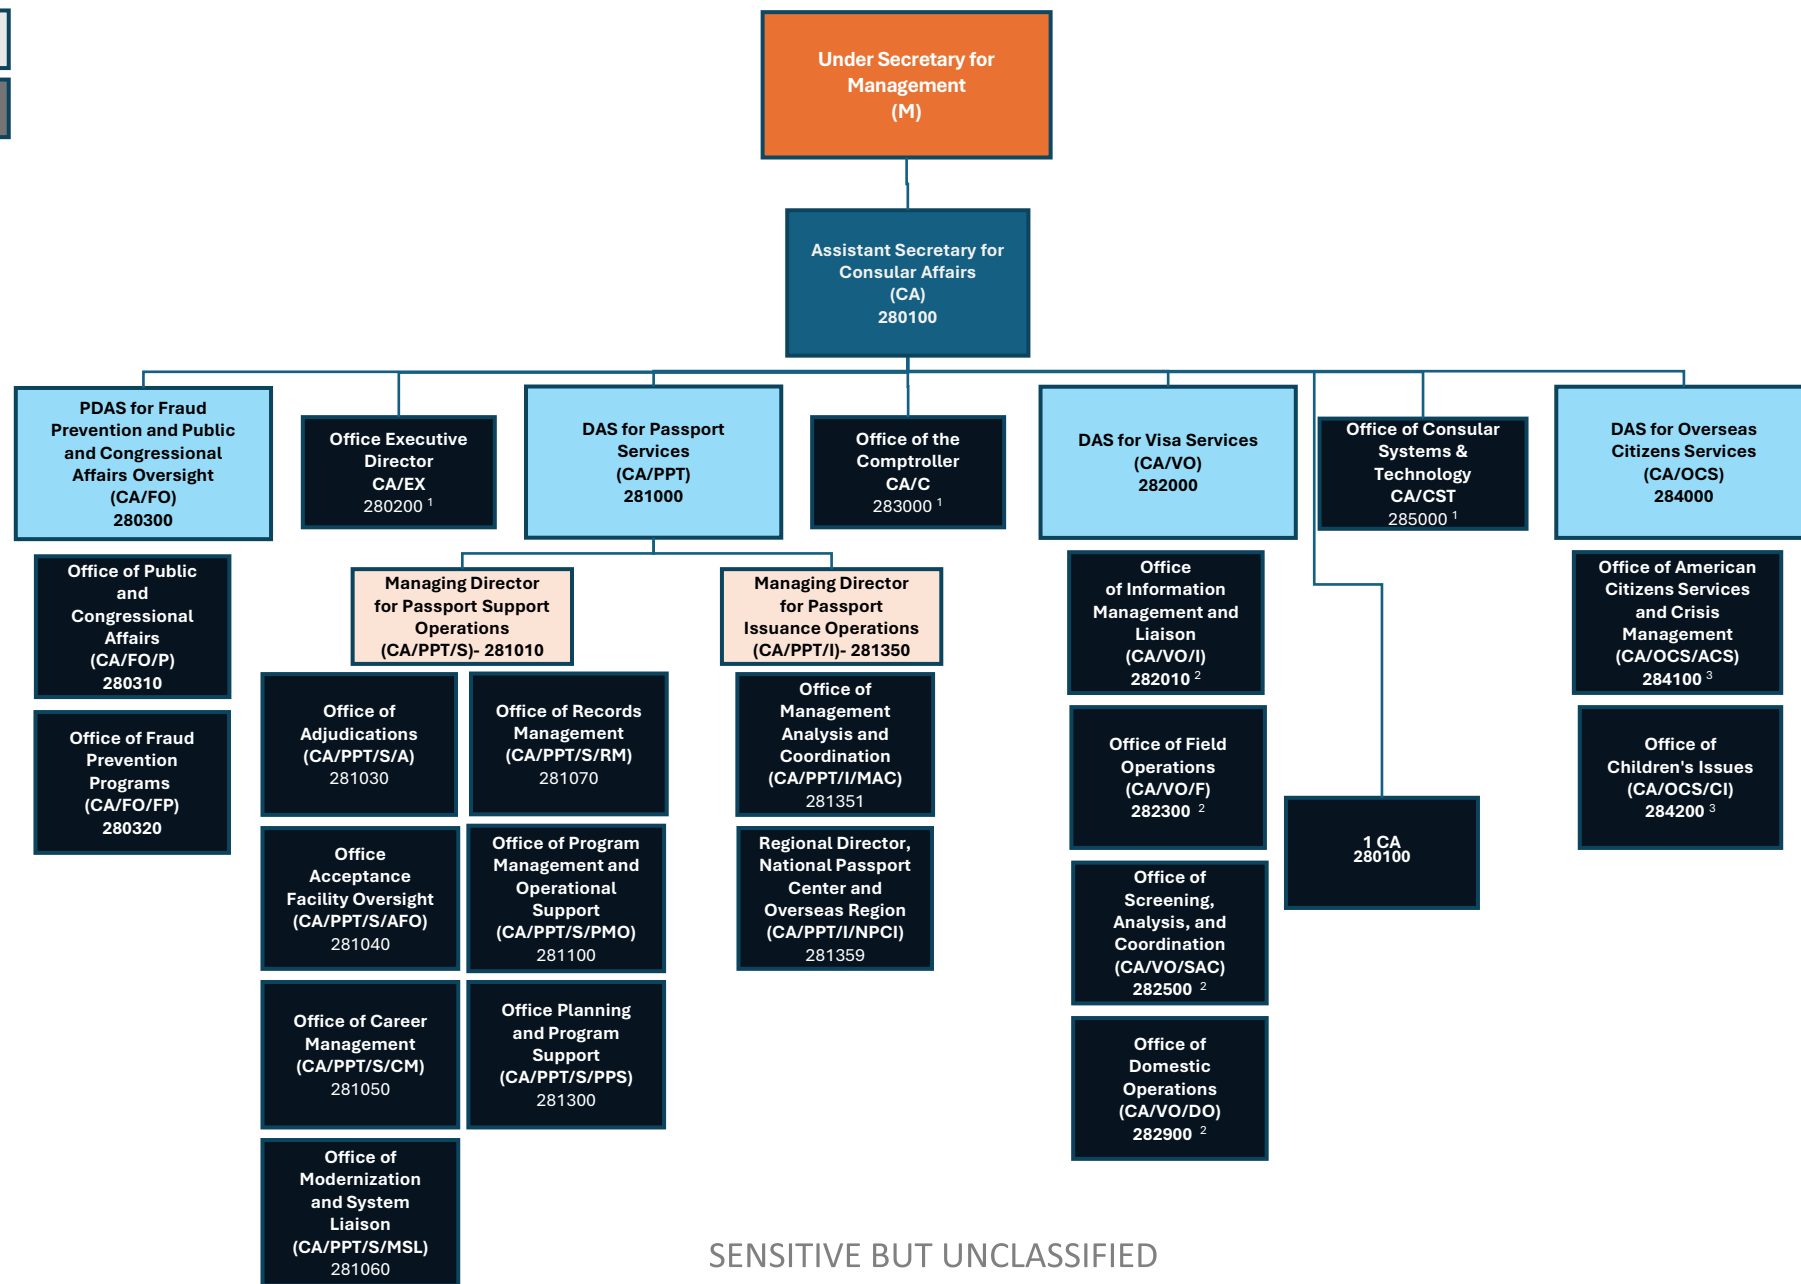 Under Secretary for
Management
(M)
Assistant Secretary for
Consular Affairs
(CA)
280100
PDAS for Fraud
Prevention and Public
and Congressional
Affairs Oversight
(CA/FO)
280300
Office Executive
Director
CA/EX
280200 1
DAS for Passport
Services
(CA/PPT)
281000
Office of the
Comptroller
CA/C
283000 1
DAS for Visa Services
(CA/VO)
282000
Office of Consular
Systems &
Technology
CA/CST
285000 1
DAS for Overseas
Citizens Services
(CA/OCS)
284000
Office of Public
and
Congressional
Affairs
(CA/FO/P)
280310
Office of Fraud
Prevention
Programs
(CA/FO/FP)
280320
Managing Director
for Passport Support
Operations
(CA/PPT/S)- 281010
Managing Director
for Passport
Issuance Operations
(CA/PPT/I)- 281350
Office of
Adjudications
(CA/PPT/S/A)
281030
Office of Records
Management
(CA/PPT/S/RM)
281070
Office
Acceptance
Facility Oversight
(CA/PPT/S/AFO)
281040
Office of Program
Management and
Operational
Support
(CA/PPT/S/PMO)
281100
Office of Career
Management
(CA/PPT/S/CM)
281050
Office Planning
and Program
Support
(CA/PPT/S/PPS)
281300
Office of
Modernization
and System
Liaison
(CA/PPT/S/MSL)
281060
Office of
Management
Analysis and
Coordination
(CA/PPT/I/MAC)
281351
Regional Director,
National Passport
Center and
Overseas Region
(CA/PPT/I/NPCI)
281359
Office
of Information
Management and
Liaison
(CA/VO/I)
282010 2
Office of Field
Operations
(CA/VO/F)
282300 2
Office of
Screening,
Analysis, and
Coordination
(CA/VO/SAC)
282500 2
Office of
Domestic
Operations
(CA/VO/DO)
282900 2
1 CA
280100
Office of American
Citizens Services
and Crisis
Management
(CA/OCS/ACS)
284100 3
Office of
Children's Issues
(CA/OCS/CI)
284200 3
SENSITIVE BUT UNCLASSIFIED